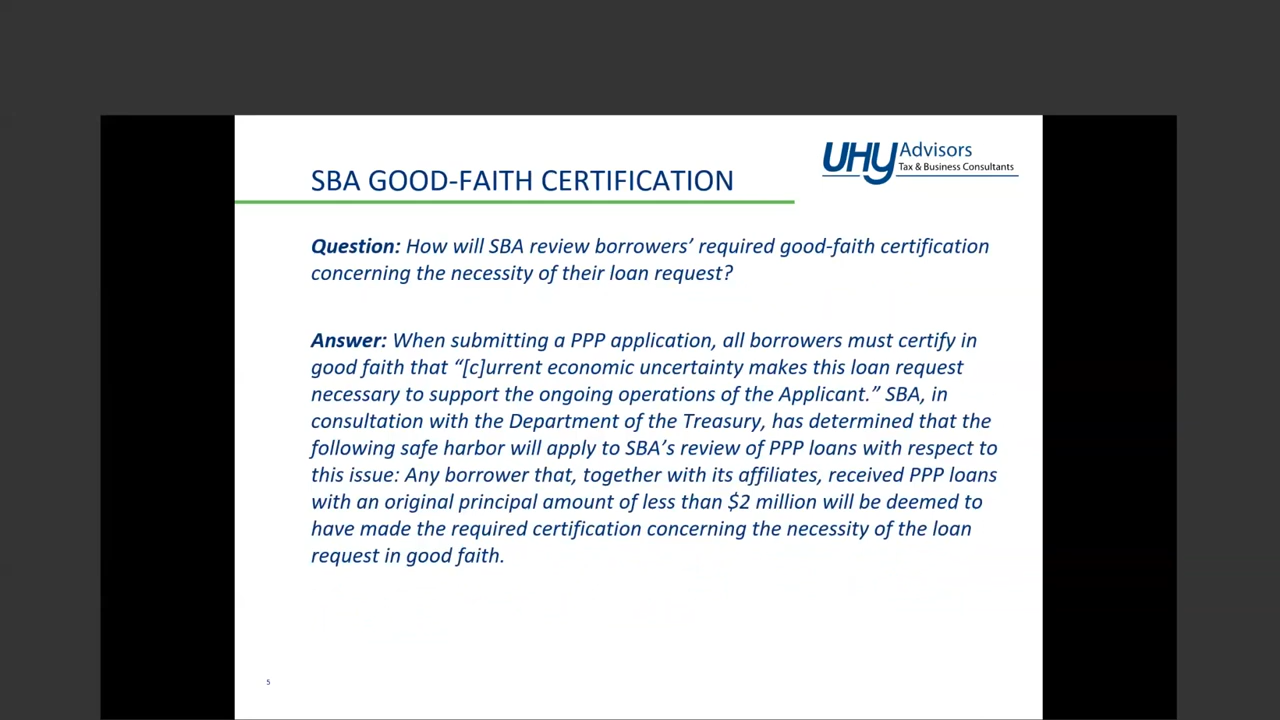 UHY Advisors
Tax & Business Consultants
SBA GOOD-FAITH CERTIFICATION
Question: How will SBA review borrowers’ required good-faith certification
concerning the necessity of their loan request?
Answer: When submitting a PPP application, all borrowers must certify in
good faith that “[c]urrent economic uncertainty makes this loan request
necessary to support the ongoing operations of the Applicant.” SBA, in
consultation with the Department of the Treasury, has determined that the
following safe harbor will apply to SBA’s review of PPP loans with respect to
this issue: Any borrower that, together with its affiliates, received PPP loans
with an original principal amount of less than $2 million will be deemed to
have made the required certification concerning the necessity of the loan
request in good faith.
5